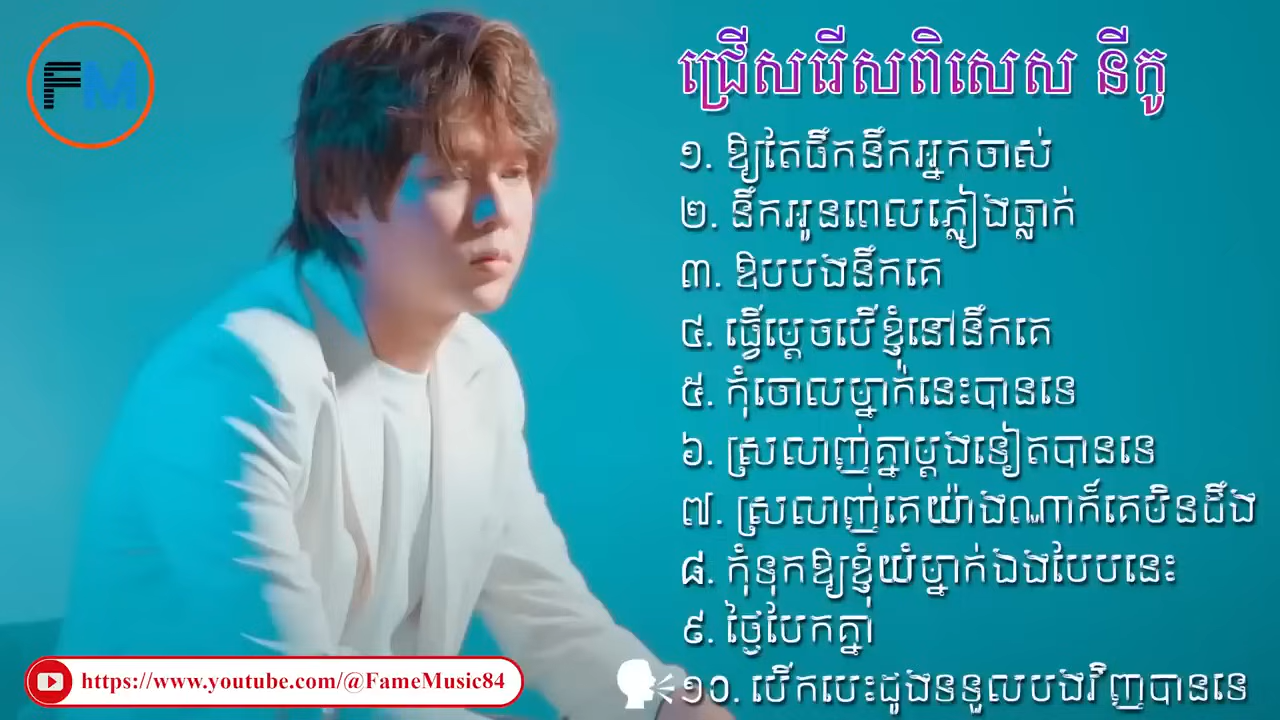 FM
ជ្រើសរើសពិសេស នីកូ
១. ឱ្យតែផឹកនឹកអ្នកចាស់
២. នឹកអូនពេលភ្លៀងធ្លាក់
៣. ឱបបងនឹកគេ
៤. ធ្វើម្តេចបើខ្ញុំនៅនឹកគេ
៥. កុំចោលម្នាក់នេះបានទេ
៦. ស្រលាញ់គ្នាម្តងទៀតបានទេ
៧. ស្រលាញ់គេយ៉ាងណាក៏គេមិនដឹង
៨. កុំទុកឱ្យខ្ញុំយំម្នាក់ឯងបែបនេះ
៩. ថ្ងៃបែកគ្នា
១០. បើកបេះដូងទទួលបងវិញបានទេ
https://www.youtube.com/@FameMusic84